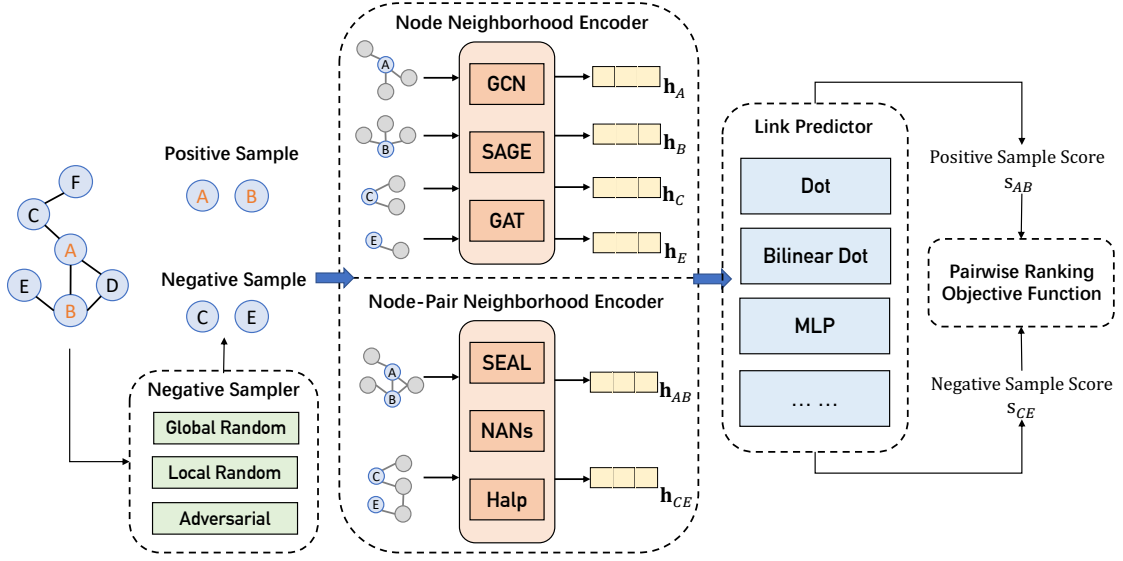 F
C
A
E
D
B
Positive Sample
A B
Negative Sample
C E
Negative Sampler
Global Random
Local Random
Adversarial
Node Neighborhood Encoder
A
B
C
E
GCN
SAGE
GAT
h_A
h_B
h_C
h_E
Node-Pair Neighborhood Encoder
A
B
C
E
SEAL
NANs
Halp
h_AB
h_CE
Link Predictor
Dot
Bilinear Dot
MLP
... ...
Positive Sample Score
s_AB
Pairwise Ranking
Objective Function
Negative Sample Score
s_CE